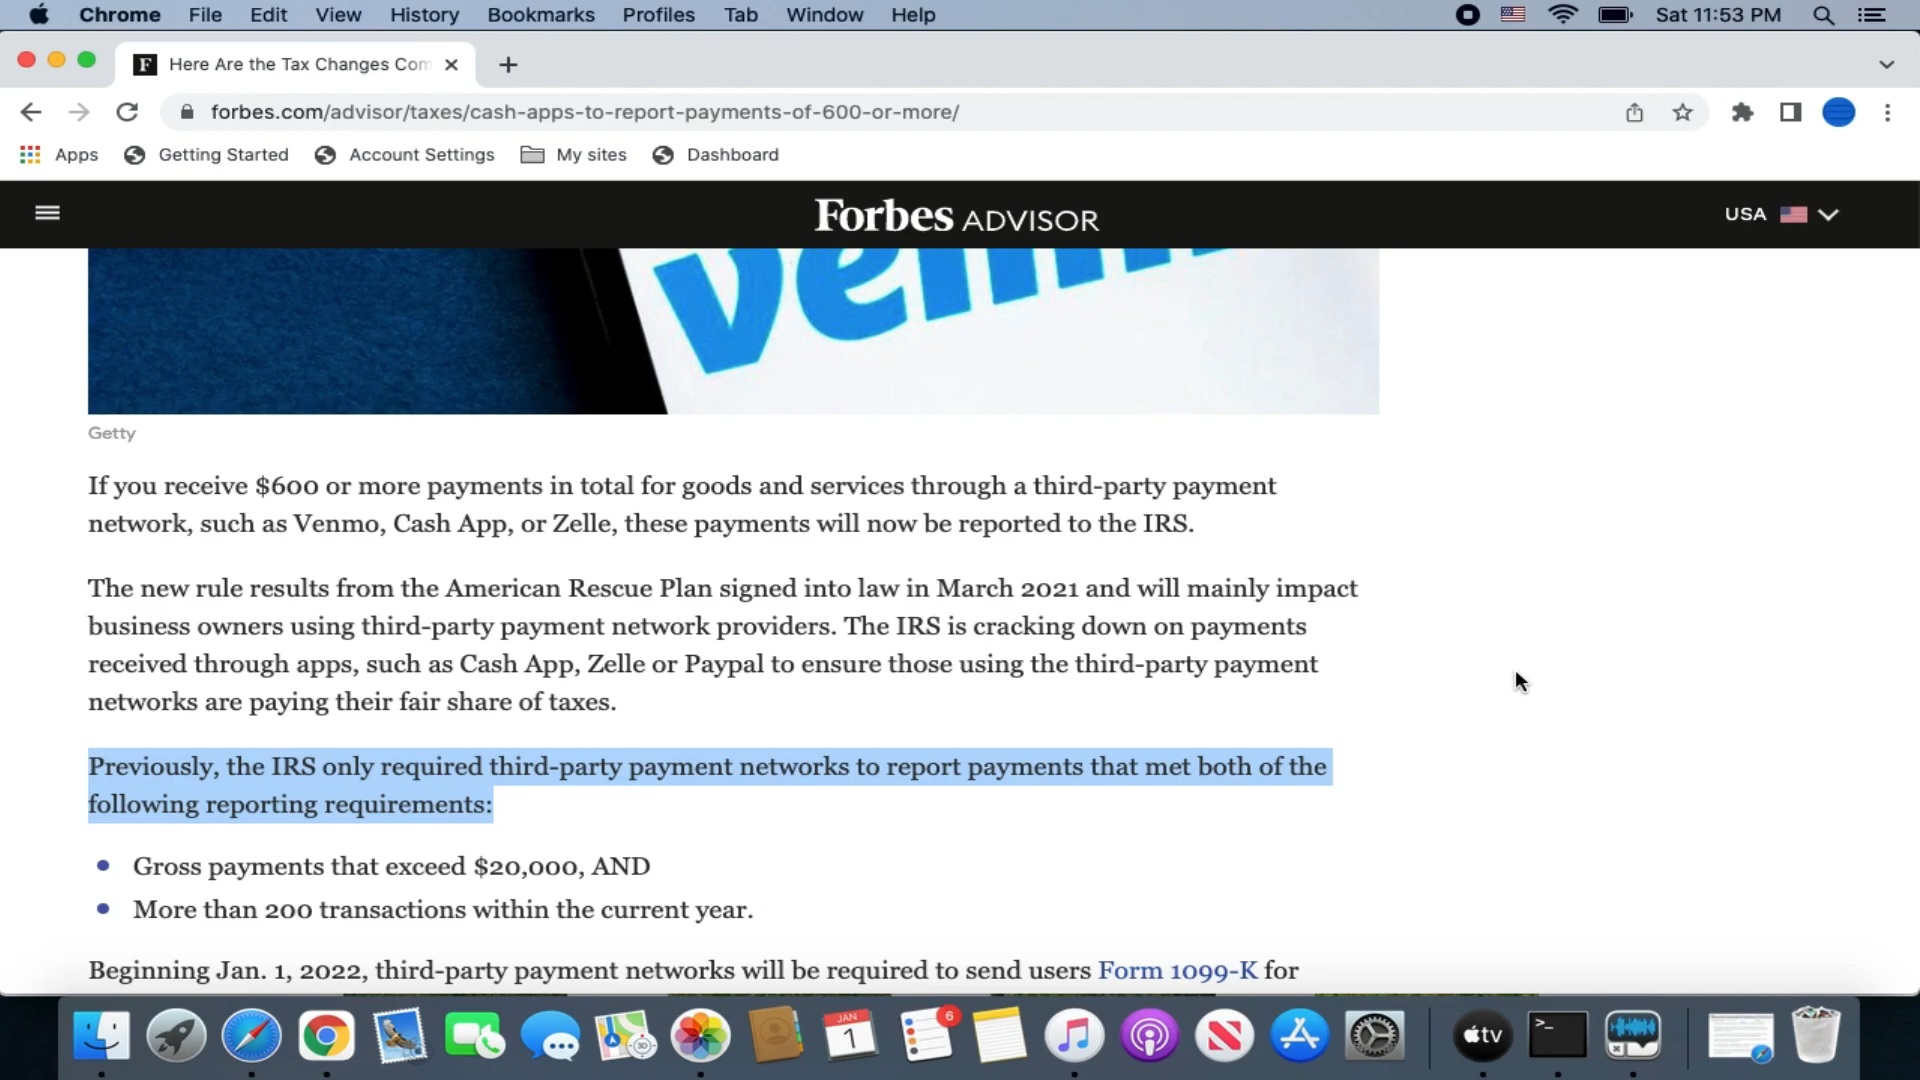 Chrome File Edit View History Bookmarks Profiles Tab Window Help Sat 11:53 PM
F Here Are the Tax Changes Com
forbes.com/advisor/taxes/cash-apps-to-report-payments-of-600-or-more/
Apps Getting Started Account Settings My sites Dashboard
Forbes ADVISOR USA
Getty
If you receive $600 or more payments in total for goods and services through a third-party payment
network, such as Venmo, Cash App, or Zelle, these payments will now be reported to the IRS.
The new rule results from the American Rescue Plan signed into law in March 2021 and will mainly impact
business owners using third-party payment network providers. The IRS is cracking down on payments
received through apps, such as Cash App, Zelle or Paypal to ensure those using the third-party payment
networks are paying their fair share of taxes.
Previously, the IRS only required third-party payment networks to report payments that met both of the
following reporting requirements:
Gross payments that exceed $20,000, AND
More than 200 transactions within the current year.
Beginning Jan. 1, 2022, third-party payment networks will be required to send users Form 1099-K for
3D JAN 1 6 tv >_